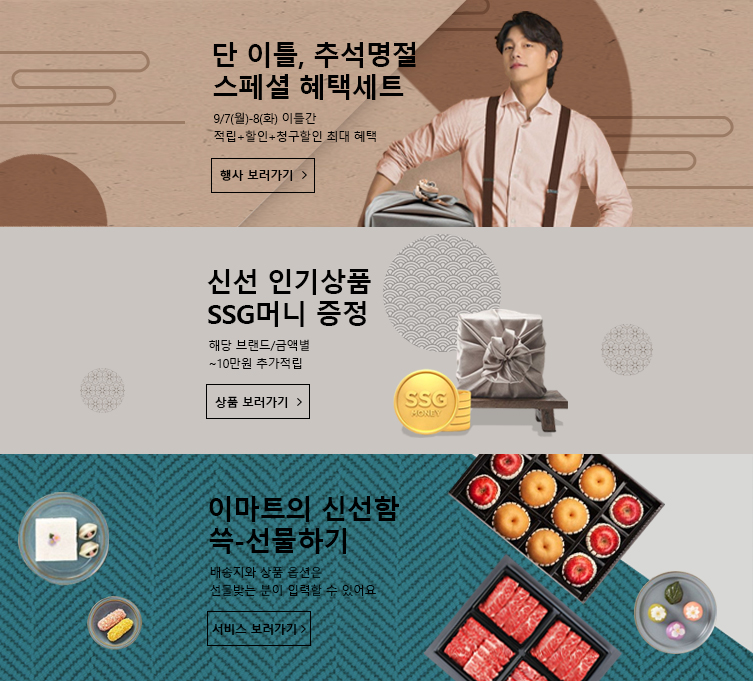 단 이틀, 추석명절
스페셜 혜택세트
9/7(월)-8(화) 이틀간
적립+할인+청구할인 최대 혜택
행사 보러가기 >
신선 인기상품
SSG머니 증정
해당 브랜드/금액별
~10만원 추가적립
상품 보러가기 >
SSG
MONEY
이마트의 신선함
쓱-선물하기
배송지와 상품 옵션은
선물받는 분이 입력할 수 있어요
서비스 보러가기 >